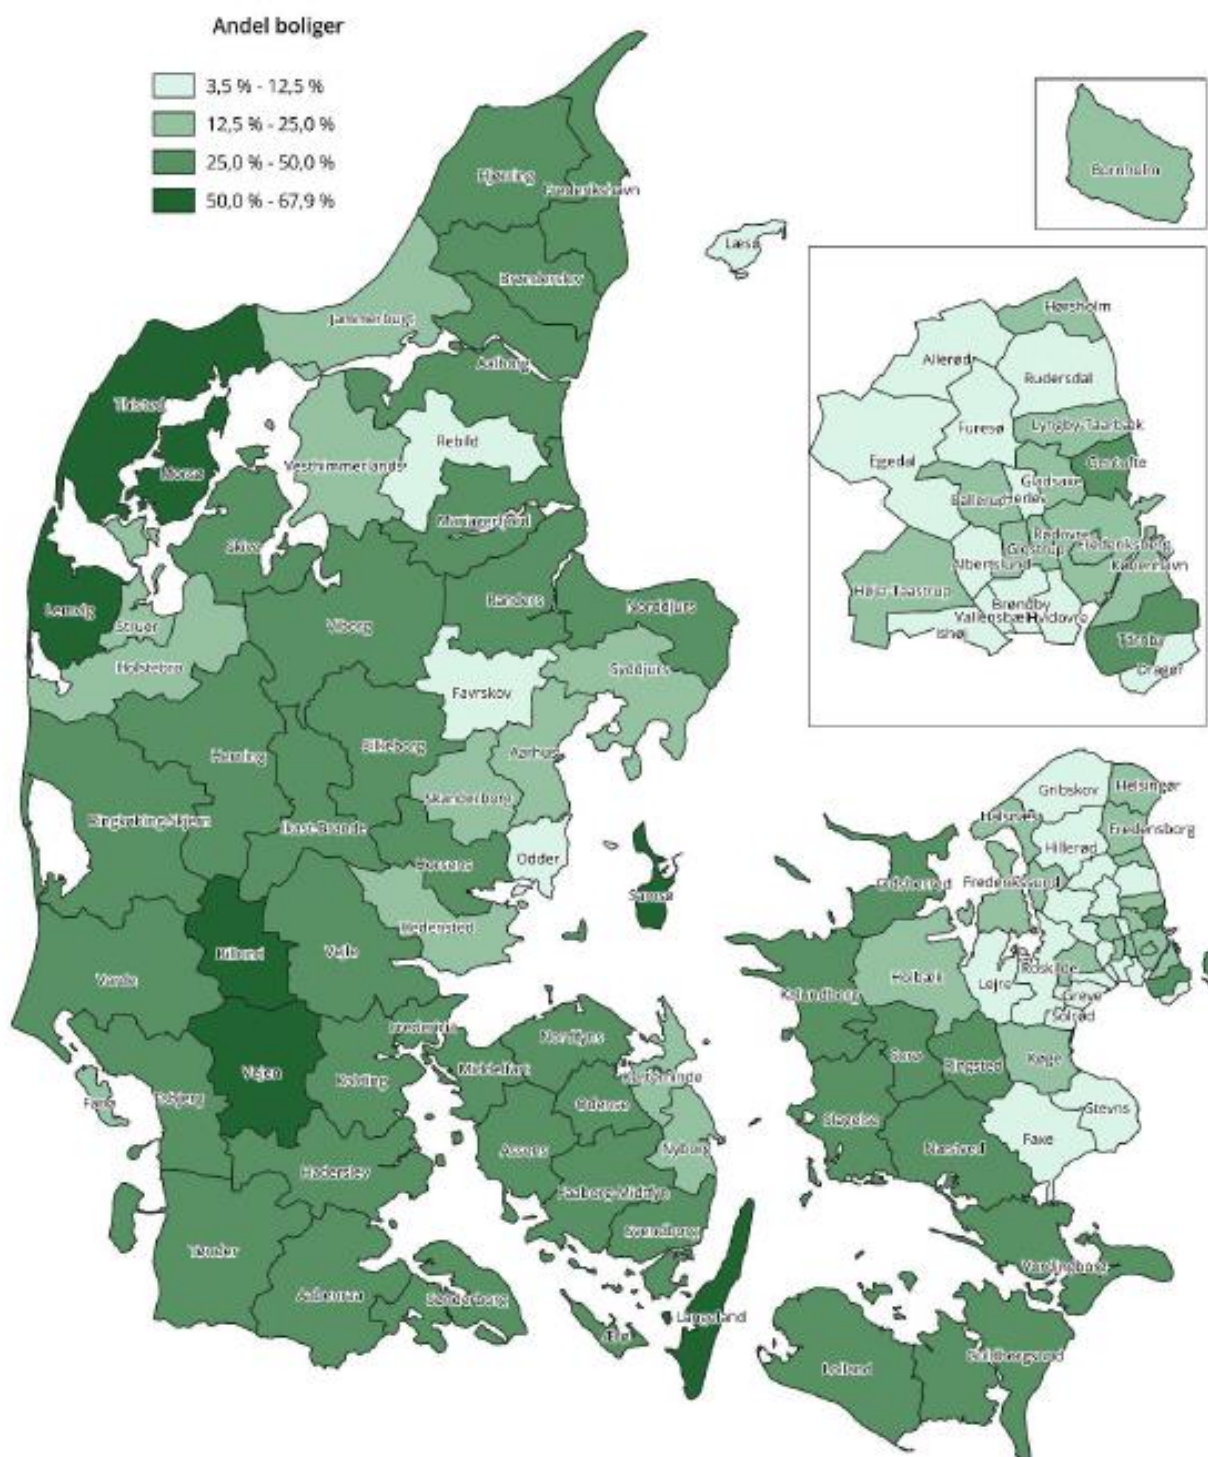 Andel boliger
3,5 % - 12,5 %
12,5 % - 25,0 %
25,0 % - 50,0 %
50,0 % - 67,9 %
Hjørring
Frederikshavn
Læsø
Bornholm
Brønderslev
Jammerbugt
Aalborg
Thisted
Rebild
Vesthimmerlands
Morsø
Mariagerfjord
Skive
Lemvig
Struer
Viborg
Randers
Norddjurs
Holstebro
Favrskov
Syddjurs
Herning
Silkeborg
Aarhus
Skanderborg
Ringkøbing-Skjern
Ikast-Brande
Horsens
Odder
Samsø
Hedensted
Billund
Vejle
Varde
Fredericia
Vejen
Kolding
Middelfart
Nordfyns
Kerteminde
Fanø
Esbjerg
Odense
Nyborg
Assens
Haderslev
Faaborg-Midtfyn
Svendborg
Tønder
Aabenraa
Sønderborg
Ærø
Langeland
Hørsholm
Allerød
Rudersdal
Furesø
Lyngby-Taarbæk
Egedal
Gentofte
Gladsaxe
Ballerup
Herlev
Rødovre
Glostrup
Frederiksberg
København
Albertslund
Høje-Taastrup
Brøndby
Vallensbæk
Hvidovre
Ishøj
Tårnby
Dragør
Gribskov
Helsingør
Halsnæs
Fredensborg
Hillerød
Odsherred
Frederikssund
Kalundborg
Holbæk
Roskilde
Lejre
Greve
Solrød
Sorø
Ringsted
Køge
Slagelse
Stevns
Faxe
Næstved
Vordingborg
Lolland
Guldborgsund